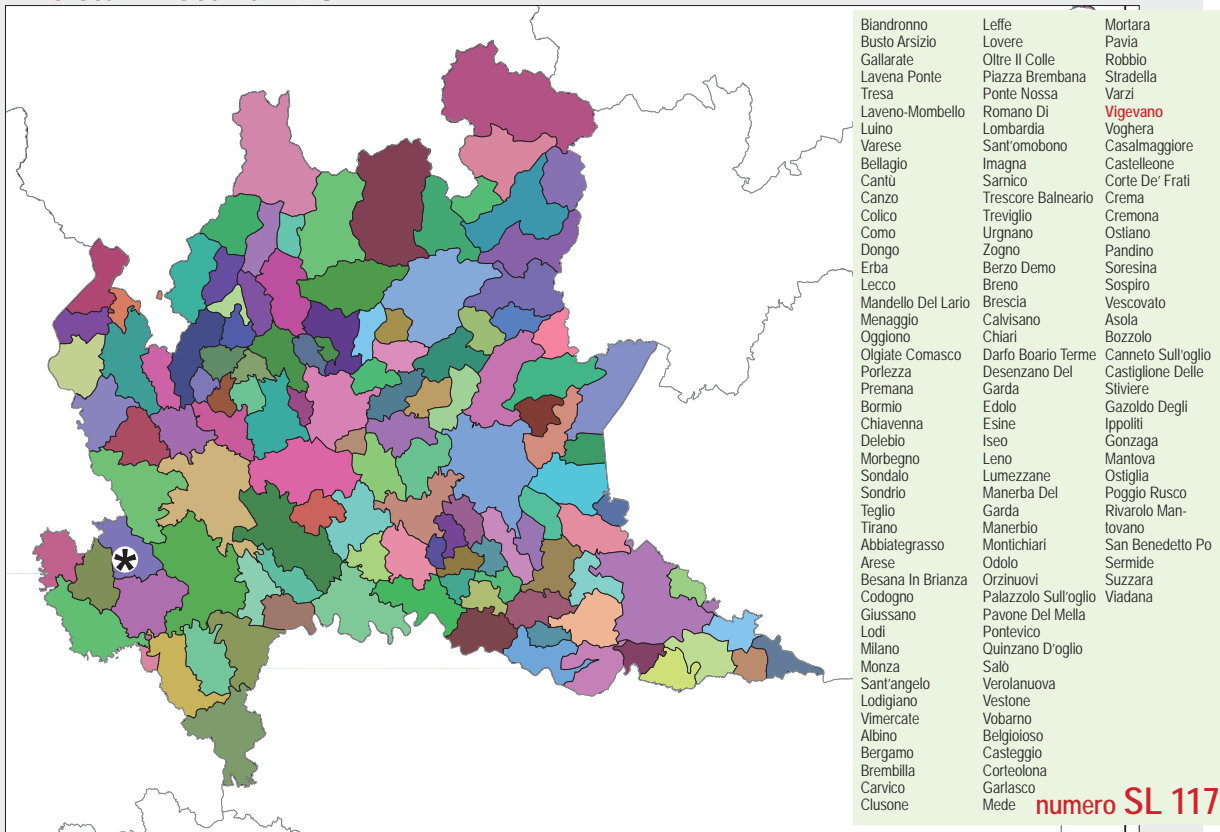 Biandronno
Busto Arsizio
Gallarate
Lavena Ponte
Tresa
Laveno-Mombello
Luino
Varese
Bellagio
Cantù
Canzo
Colico
Como
Dongo
Erba
Lecco
Mandello Del Lario
Menaggio
Oggiono
Olgiate Comasco
Porlezza
Premana
Bormio
Chiavenna
Delebio
Morbegno
Sondalo
Sondrio
Teglio
Tirano
Abbiategrasso
Arese
Besana In Brianza
Codogno
Giussano
Lodi
Milano
Monza
Sant'angelo
Lodigiano
Vimercate
Albino
Bergamo
Brembilla
Carvico
Clusone
Leffe
Lovere
Oltre Il Colle
Piazza Brembana
Ponte Nossa
Romano Di
Lombardia
Sant'omobono
Imagna
Sarnico
Trescore Balneario
Treviglio
Urgnano
Zogno
Berzo Demo
Breno
Brescia
Calvisano
Chiari
Darfo Boario Terme
Desenzano Del
Garda
Edolo
Esine
Iseo
Leno
Lumezzane
Manerba Del
Garda
Manerbio
Montichiari
Odolo
Orzinuovi
Palazzolo Sull'oglio
Pavone Del Mella
Pontevico
Quinzano D'oglio
Salò
Verolanuova
Vestone
Vobarno
Belgioioso
Casteggio
Corteolona
Garlasco
Mede
Mortara
Pavia
Robbio
Stradella
Varzi
Vigevano
Voghera
Casalmaggiore
Castelleone
Corte De' Frati
Crema
Cremona
Ostiano
Pandino
Soresina
Sospiro
Vescovato
Asola
Bozzolo
Canneto Sull'oglio
Castiglione Delle
Stiviere
Gazoldo Degli
Ippoliti
Gonzaga
Mantova
Ostiglia
Poggio Rusco
Rivarolo Man-
tovano
San Benedetto Po
Sermide
Suzzara
Viadana
*
numero SL 117